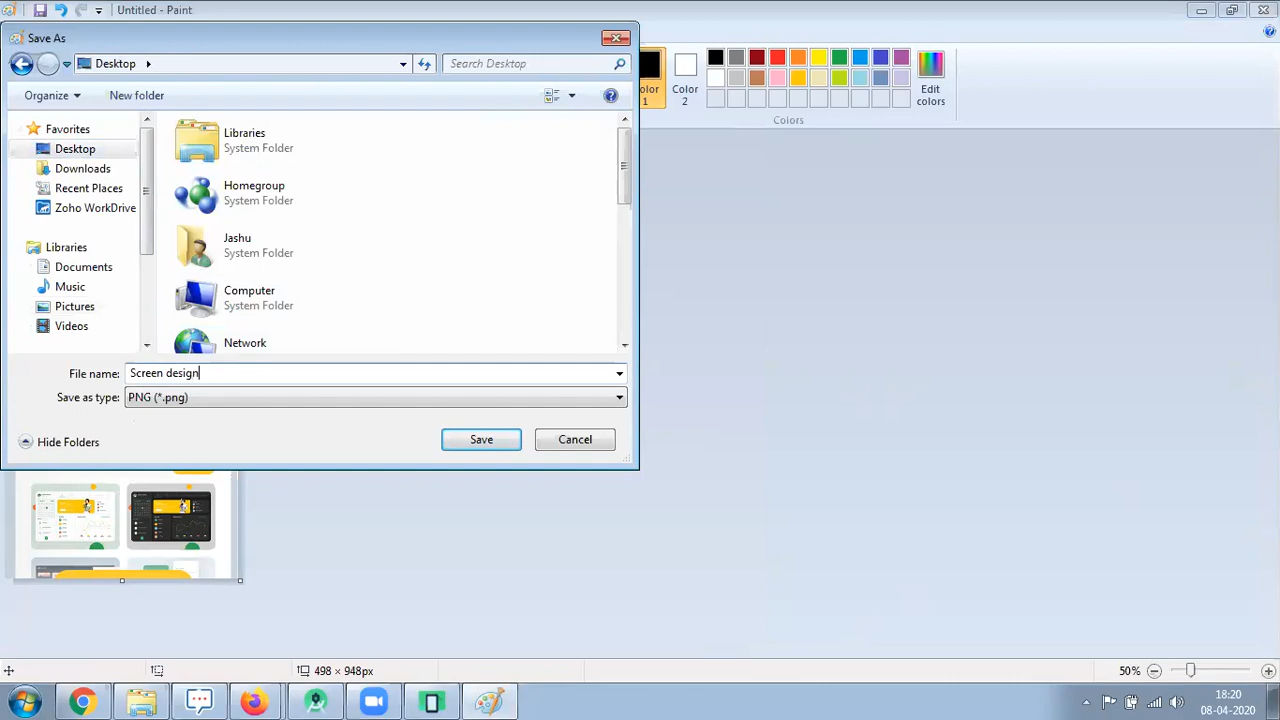 Untitled - Paint
Save As
Desktop
Search Desktop
Organize
New folder
Favorites
Desktop
Downloads
Recent Places
Zoho WorkDrive
Libraries
Documents
Music
Pictures
Videos
Libraries
System Folder
Homegroup
System Folder
Jashu
System Folder
Computer
System Folder
Network
File name:
Screen design
Save as type:
PNG (*.png)
Hide Folders
Save
Cancel
Color
1
Color
2
Edit
colors
Colors
498 × 948px
50%
18:20
08-04-2020